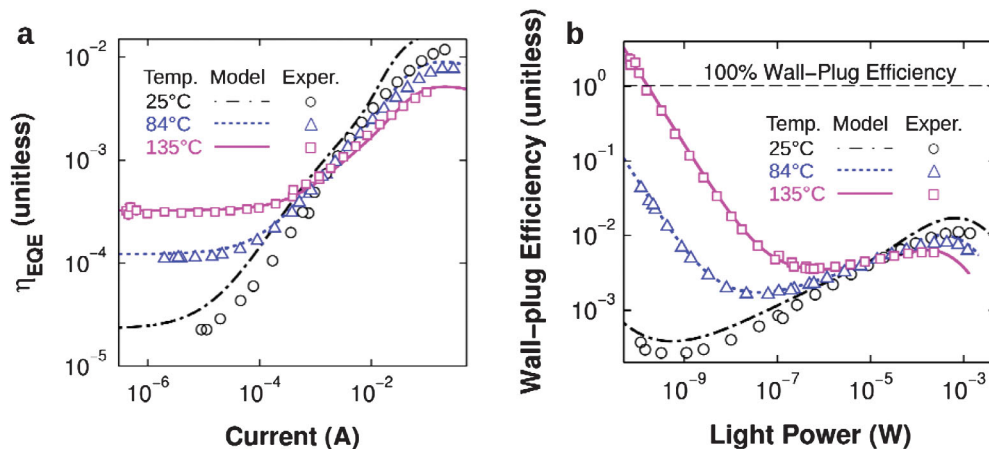 a
η_EQE (unitless)
10⁻²
10⁻³
10⁻⁴
10⁻⁵
Temp. Model Exper.
25°C
84°C
135°C
10⁻⁶ 10⁻⁴ 10⁻²
Current (A)
b
Wall−plug Efficiency (unitless)
10⁰
10⁻¹
10⁻²
10⁻³
100% Wall−Plug Efficiency
Temp. Model Exper.
25°C
84°C
135°C
10⁻⁹ 10⁻⁷ 10⁻⁵ 10⁻³
Light Power (W)